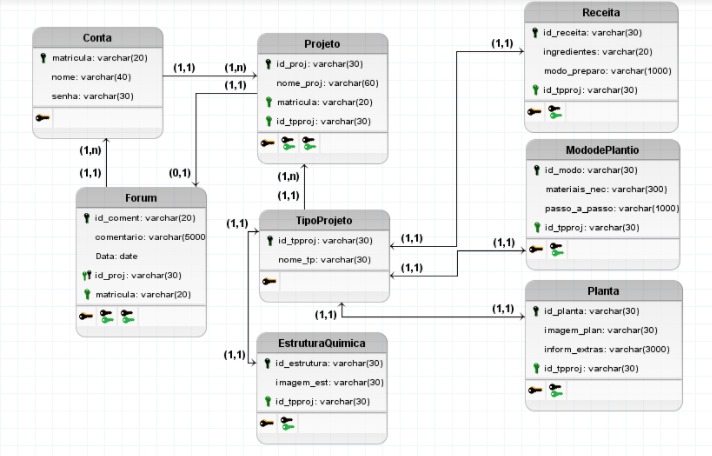 Conta
matricula: varchar(20)
nome: varchar(40)
senha: varchar(30)
(1,1)
(1,n)
(1,1)
Projeto
id_proj: varchar(30)
nome_proj: varchar(60)
matricula: varchar(20)
id_tpproj: varchar(30)
(1,1)
Receita
id_receita: varchar(30)
ingredientes: varchar(20)
modo_preparo: varchar(1000)
id_tpproj: varchar(30)
(1,n)
(1,1)
(0,1)
(1,n)
(1,1)
MododePlantio
id_modo: varchar(30)
materiais_nec: varchar(300)
passo_a_passo: varchar(1000)
id_tpproj: varchar(30)
Forum
id_coment: varchar(20)
comentario: varchar(5000
Data: date
id_proj: varchar(30)
matricula: varchar(20)
(1,1)
TipoProjeto
id_tpproj: varchar(30)
nome_tp: varchar(30)
(1,1)
(1,1)
(1,1)
(1,1)
(1,1)
Planta
id_planta: varchar(30)
imagem_plan: varchar(30)
inform_extras: varchar(3000)
id_tpproj: varchar(30)
(1,1)
EstruturaQuimica
id_estrutura: varchar(30)
imagem_est: varchar(30)
id_tpproj: varchar(30)